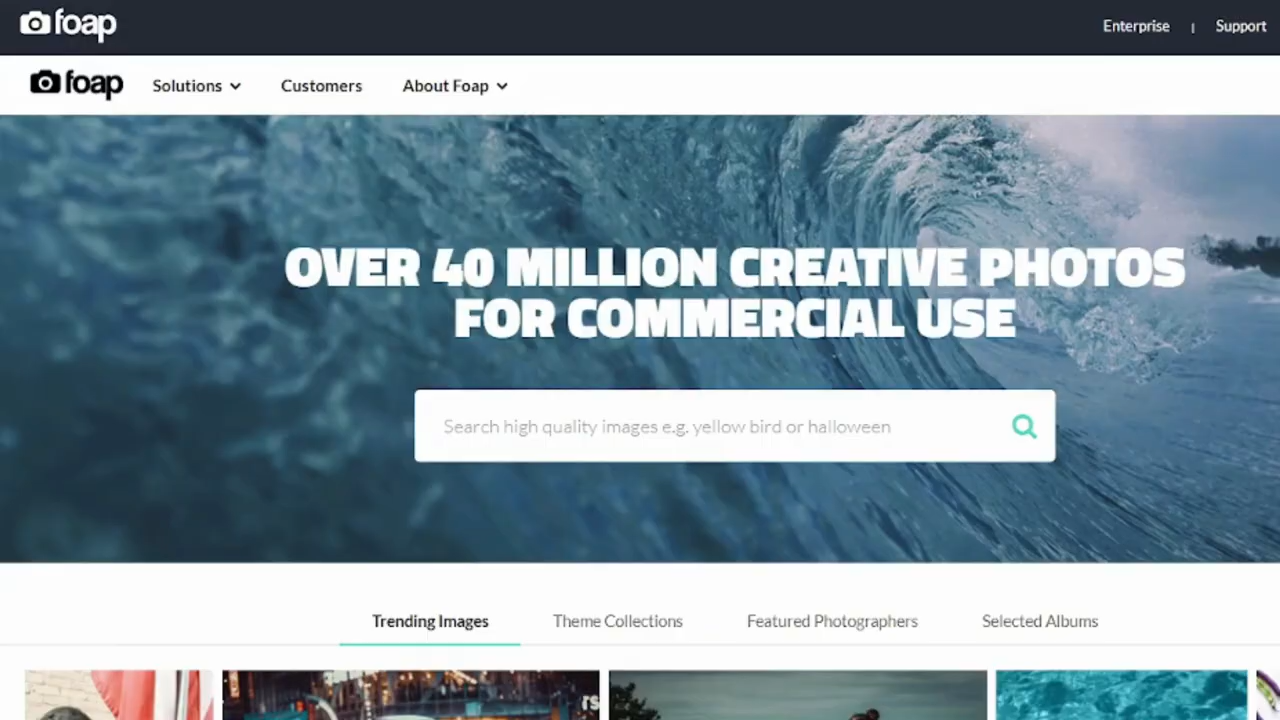 foap
Enterprise | Support
foap Solutions Customers About Foap
OVER 40 MILLION CREATIVE PHOTOS
FOR COMMERCIAL USE
Search high quality images e.g. yellow bird or halloween
Trending Images Theme Collections Featured Photographers Selected Albums